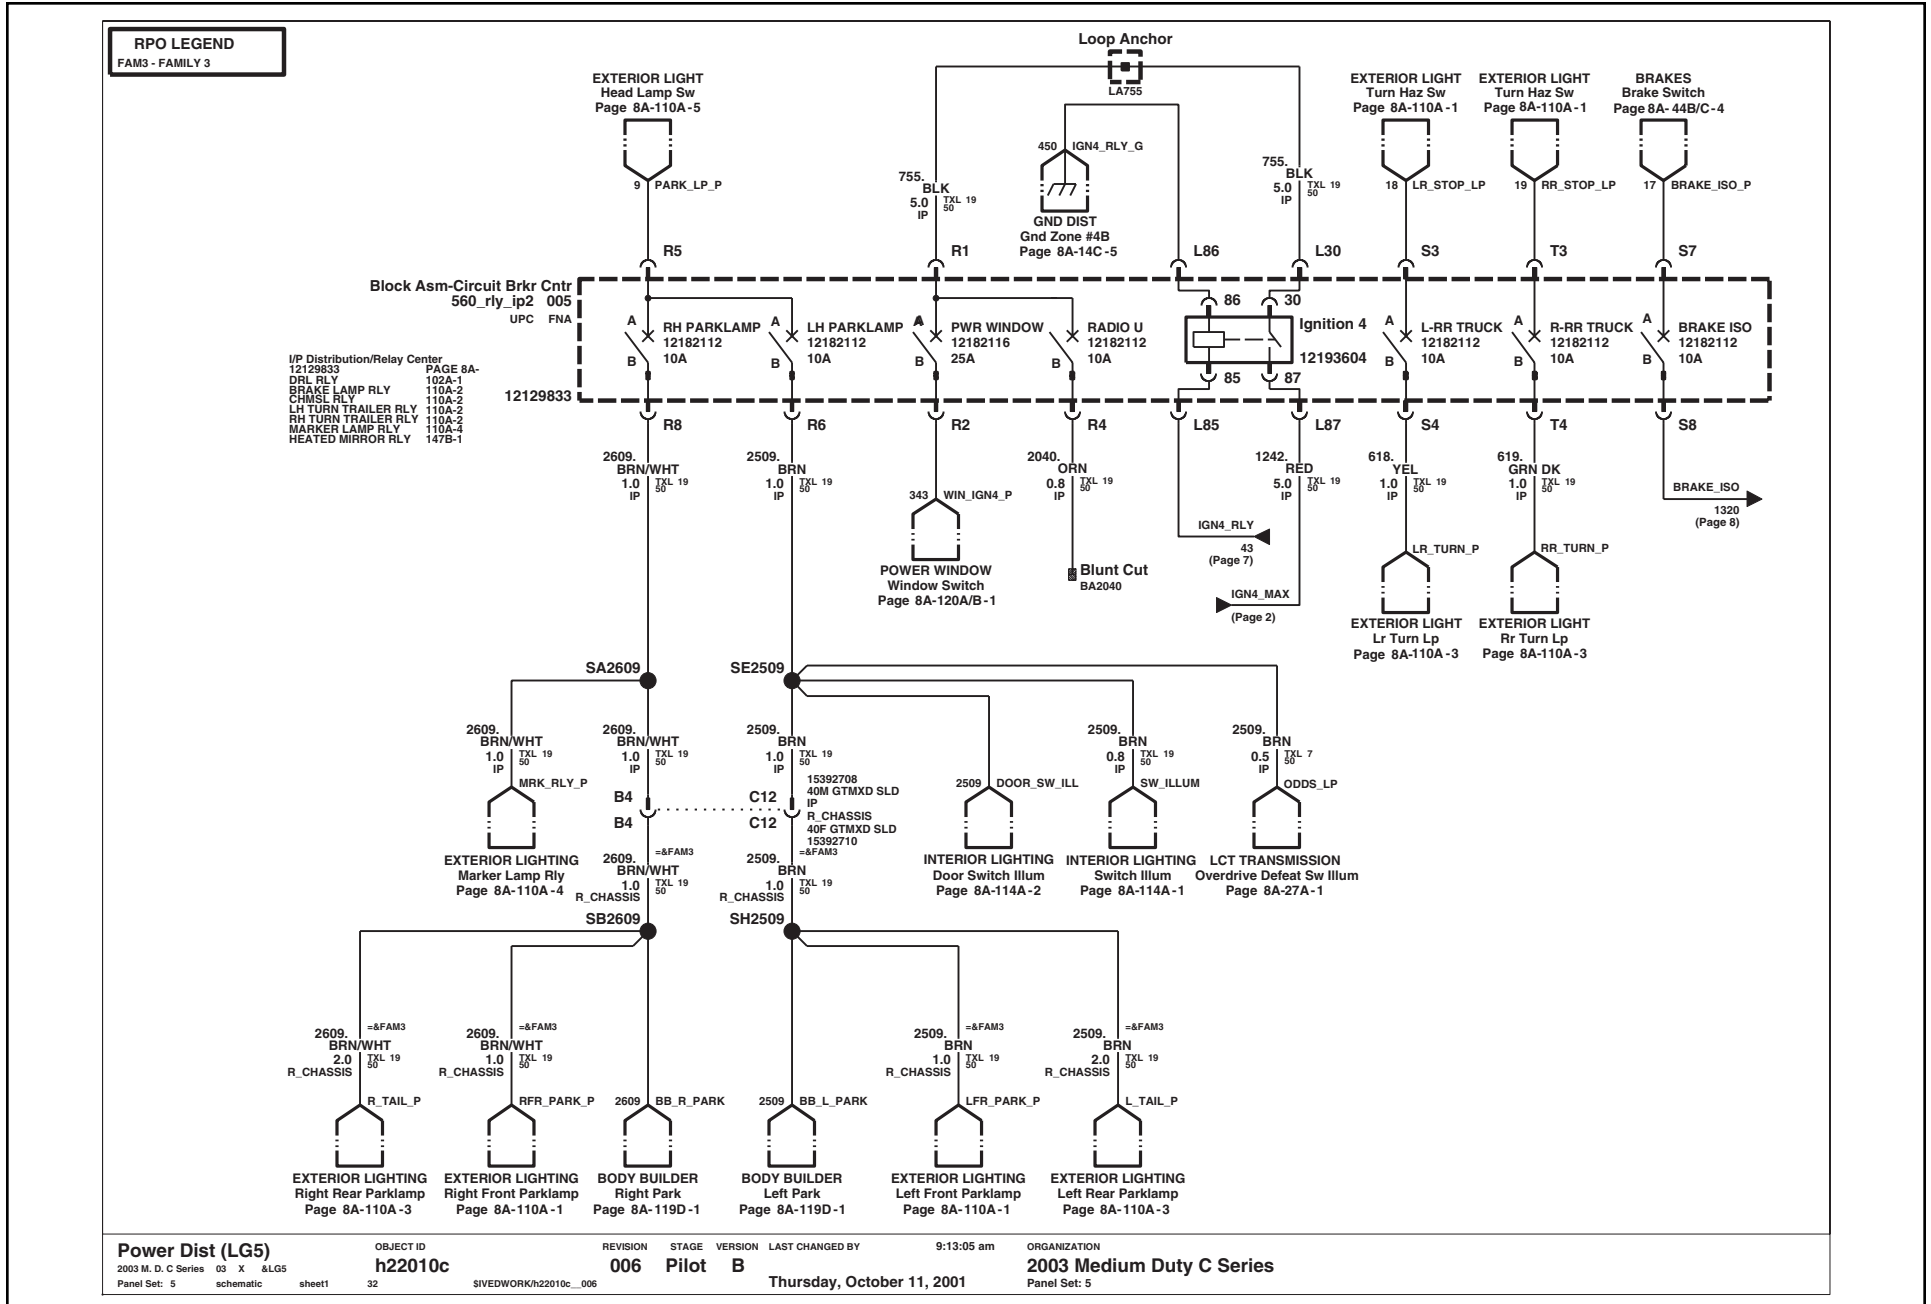 RPO LEGEND
FAM3 - FAMILY 3
Loop Anchor
LA755
EXTERIOR LIGHT
Head Lamp Sw
Page 8A-110A-5
9 PARK_LP_P
R5
755.
BLK
5.0 TXL 19
IP 50
R1
450 IGN4_RLY_G
GND DIST
Gnd Zone #4B
Page 8A-14C-5
L86
755.
BLK
5.0 TXL 19
IP 50
L30
EXTERIOR LIGHT
Turn Haz Sw
Page 8A-110A-1
18 LR_STOP_LP
S3
EXTERIOR LIGHT
Turn Haz Sw
Page 8A-110A-1
19 RR_STOP_LP
T3
BRAKES
Brake Switch
Page 8A- 44B/C-4
17 BRAKE_ISO_P
S7
Block Asm-Circuit Brkr Cntr
560_rly_ip2 005
UPC FNA
I/P Distribution/Relay Center
12129833 PAGE 8A-
DRL RLY 102A-1
BRAKE LAMP RLY 110A-2
CHMSL RLY 110A-2
LH TURN TRAILER RLY 110A-2
RH TURN TRAILER RLY 110A-2
MARKER LAMP RLY 110A-4
HEATED MIRROR RLY 147B-1
12129833
A
RH PARKLAMP
12182112
B 10A
A
LH PARKLAMP
12182112
B 10A
A
PWR WINDOW
12182116
B 25A
A
RADIO U
12182112
B 10A
86 30
Ignition 4
12193604
85 87
A
L-RR TRUCK
12182112
B 10A
A
R-RR TRUCK
12182112
B 10A
A
BRAKE ISO
12182112
B 10A
R8
R6
R2
R4
L85
L87
S4
T4
S8
2609.
BRN/WHT
1.0 TXL 19
IP 50
2509.
BRN
1.0 TXL 19
IP 50
343 WIN_IGN4_P
POWER WINDOW
Window Switch
Page 8A-120A/B-1
2040.
ORN
0.8 TXL 19
IP 50
Blunt Cut
BA2040
IGN4_RLY
43
(Page 7)
1242.
RED
5.0 TXL 19
IP 50
IGN4_MAX
(Page 2)
618.
YEL
1.0 TXL 19
IP 50
LR_TURN_P
EXTERIOR LIGHT
Lr Turn Lp
Page 8A-110A-3
619.
GRN DK
1.0 TXL 19
IP 50
RR_TURN_P
EXTERIOR LIGHT
Rr Turn Lp
Page 8A-110A-3
BRAKE_ISO
1320
(Page 8)
SA2609
SE2509
2609.
BRN/WHT
1.0 TXL 19
IP 50
MRK_RLY_P
EXTERIOR LIGHTING
Marker Lamp Rly
Page 8A-110A-4
2609.
BRN/WHT
1.0 TXL 19
IP 50
B4
B4
2509.
BRN
1.0 TXL 19
IP 50
C12
C12
15392708
40M GTMXD SLD
IP
R_CHASSIS
40F GTMXD SLD
15392710
2509 DOOR_SW_ILL
INTERIOR LIGHTING
Door Switch Illum
Page 8A-114A-2
2509.
BRN
0.8 TXL 19
IP 50
SW_ILLUM
INTERIOR LIGHTING
Switch Illum
Page 8A-114A-1
2509.
BRN
0.5 TXL 7
IP 50
ODDS_LP
LCT TRANSMISSION
Overdrive Defeat Sw Illum
Page 8A-27A-1
=&FAM3
2609.
BRN/WHT
1.0 TXL 19
R_CHASSIS 50
=&FAM3
2509.
BRN
1.0 TXL 19
R_CHASSIS 50
SB2609
SH2509
=&FAM3
2609.
BRN/WHT
2.0 TXL 19
R_CHASSIS 50
R_TAIL_P
EXTERIOR LIGHTING
Right Rear Parklamp
Page 8A-110A-3
=&FAM3
2609.
BRN/WHT
1.0 TXL 19
R_CHASSIS 50
RFR_PARK_P
EXTERIOR LIGHTING
Right Front Parklamp
Page 8A-110A-1
2609 BB_R_PARK
BODY BUILDER
Right Park
Page 8A-119D-1
2509 BB_L_PARK
BODY BUILDER
Left Park
Page 8A-119D-1
=&FAM3
2509.
BRN
1.0 TXL 19
R_CHASSIS 50
LFR_PARK_P
EXTERIOR LIGHTING
Left Front Parklamp
Page 8A-110A-1
=&FAM3
2509.
BRN
2.0 TXL 19
R_CHASSIS 50
L_TAIL_P
EXTERIOR LIGHTING
Left Rear Parklamp
Page 8A-110A-3
Power Dist (LG5)
2003 M. D. C Series 03 X &LG5
Panel Set: 5 schematic sheet1 32 $IVEDWORK/h22010c__006
OBJECT ID
h22010c
REVISION STAGE VERSION LAST CHANGED BY 9:13:05 am
006 Pilot B
Thursday, October 11, 2001
ORGANIZATION
2003 Medium Duty C Series
Panel Set: 5